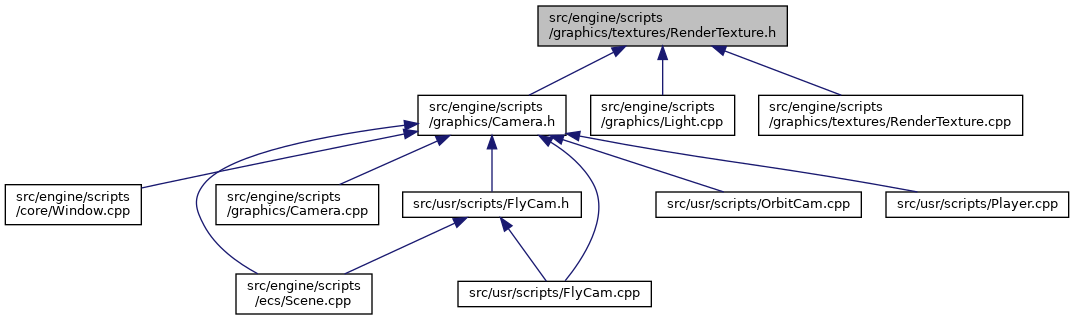 src/engine/scripts
/graphics/textures/RenderTexture.h
src/engine/scripts
/graphics/Camera.h
src/engine/scripts
/graphics/Light.cpp
src/engine/scripts
/graphics/textures/RenderTexture.cpp
src/engine/scripts
/core/Window.cpp
src/engine/scripts
/graphics/Camera.cpp
src/usr/scripts/FlyCam.h
src/usr/scripts/OrbitCam.cpp
src/usr/scripts/Player.cpp
src/engine/scripts
/ecs/Scene.cpp
src/usr/scripts/FlyCam.cpp